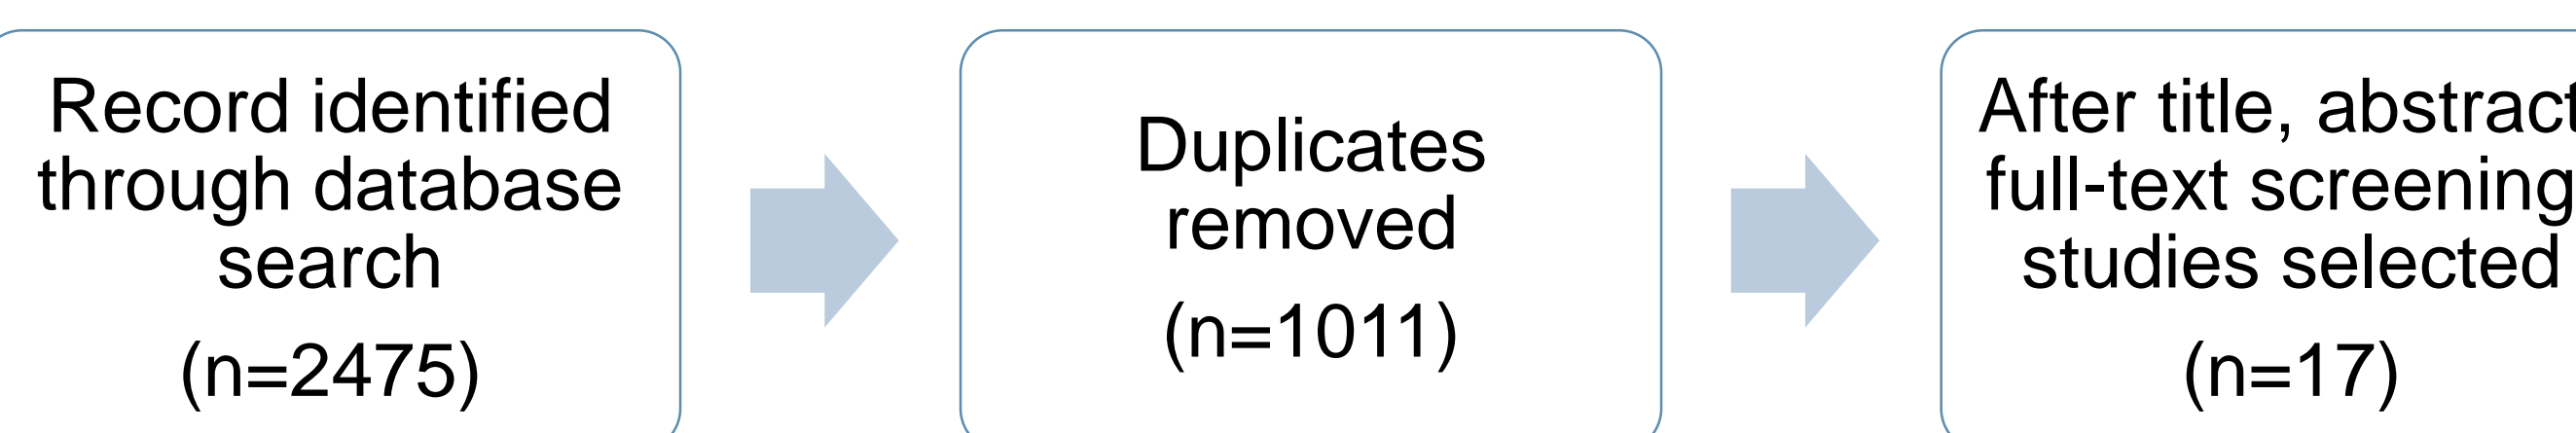 Record identified
through database
search
(n=2475)
Duplicates
removed
(n=1011)
After title, abstract
full-text screening
studies selected
(n=17)